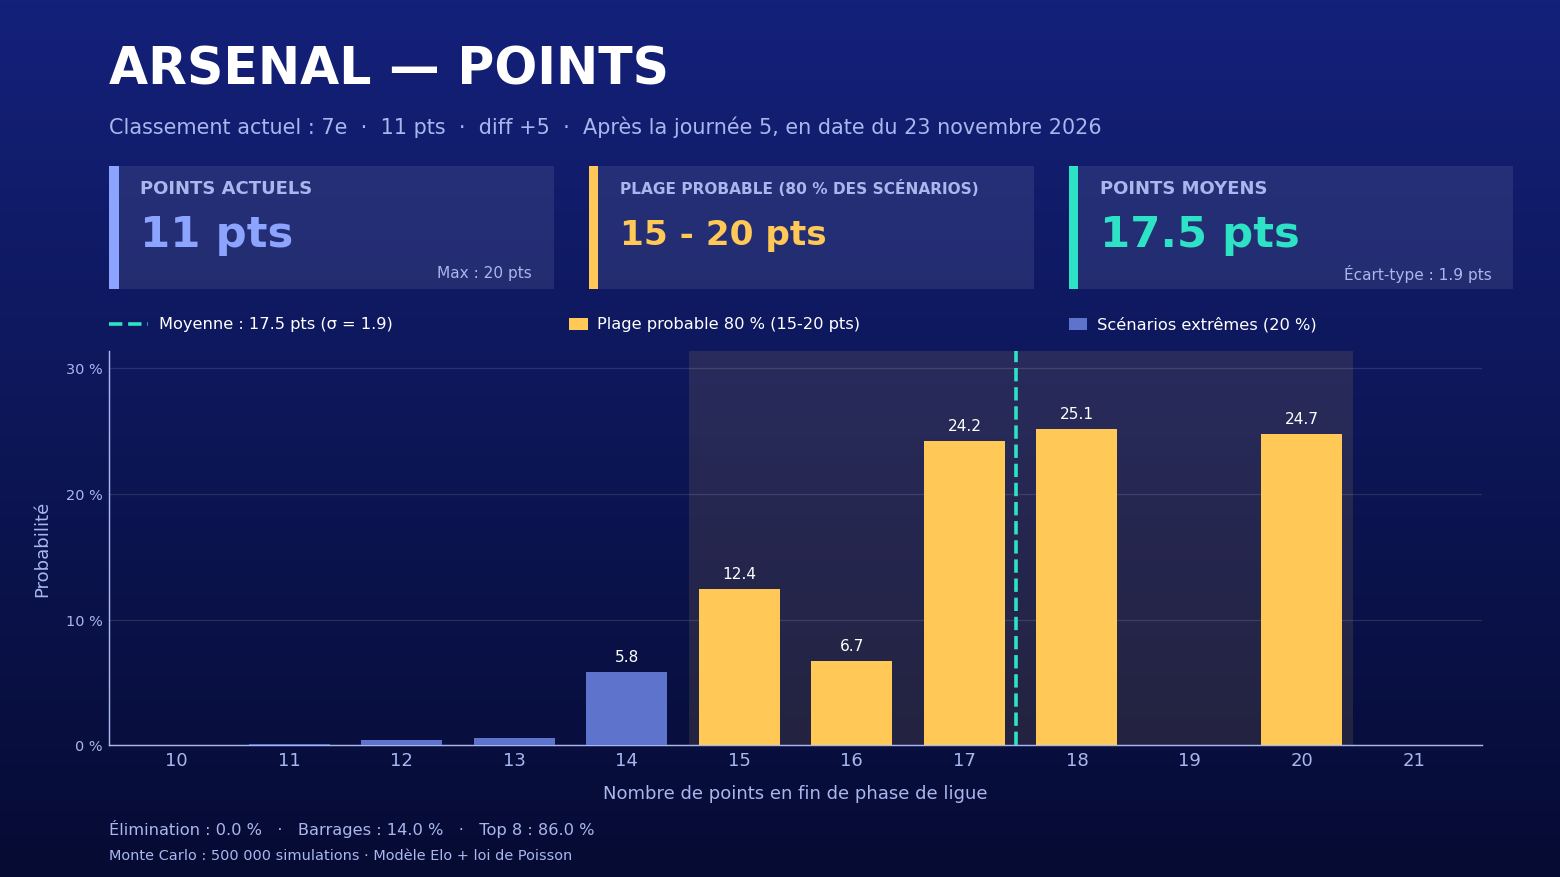 ARSENAL — POINTS
Classement actuel : 7e · 11 pts · diff +5 · Après la journée 5, en date du 23 novembre 2026
POINTS ACTUELS
11 pts
Max : 20 pts
PLAGE PROBABLE (80 % DES SCÉNARIOS)
15 - 20 pts
POINTS MOYENS
17.5 pts
Écart-type : 1.9 pts
Moyenne : 17.5 pts (σ = 1.9)
Plage probable 80 % (15-20 pts)
Scénarios extrêmes (20 %)
Probabilité
30 %
20 %
10 %
0 %
5.8
12.4
6.7
24.2
25.1
24.7
10 11 12 13 14 15 16 17 18 19 20 21
Nombre de points en fin de phase de ligue
Élimination : 0.0 % · Barrages : 14.0 % · Top 8 : 86.0 %
Monte Carlo : 500 000 simulations · Modèle Elo + loi de Poisson